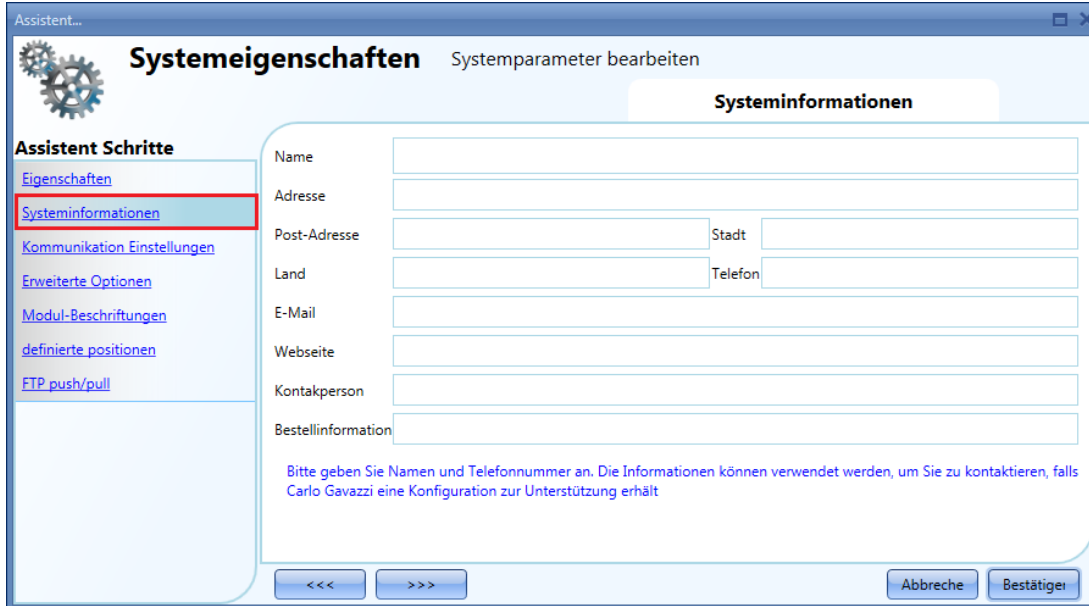 Assistent...
Systemeigenschaften Systemparameter bearbeiten
Systeminformationen
Assistent Schritte
Eigenschaften
Systeminformationen
Kommunikation Einstellungen
Erweiterte Optionen
Modul-Beschriftungen
definierte positionen
FTP push/pull
Name
Adresse
Post-Adresse Stadt
Land Telefon
E-Mail
Webseite
Kontakperson
Bestellinformation
Bitte geben Sie Namen und Telefonnummer an. Die Informationen können verwendet werden, um Sie zu kontaktieren, falls
Carlo Gavazzi eine Konfiguration zur Unterstützung erhält
<<< >>> Abbreche Bestätiger